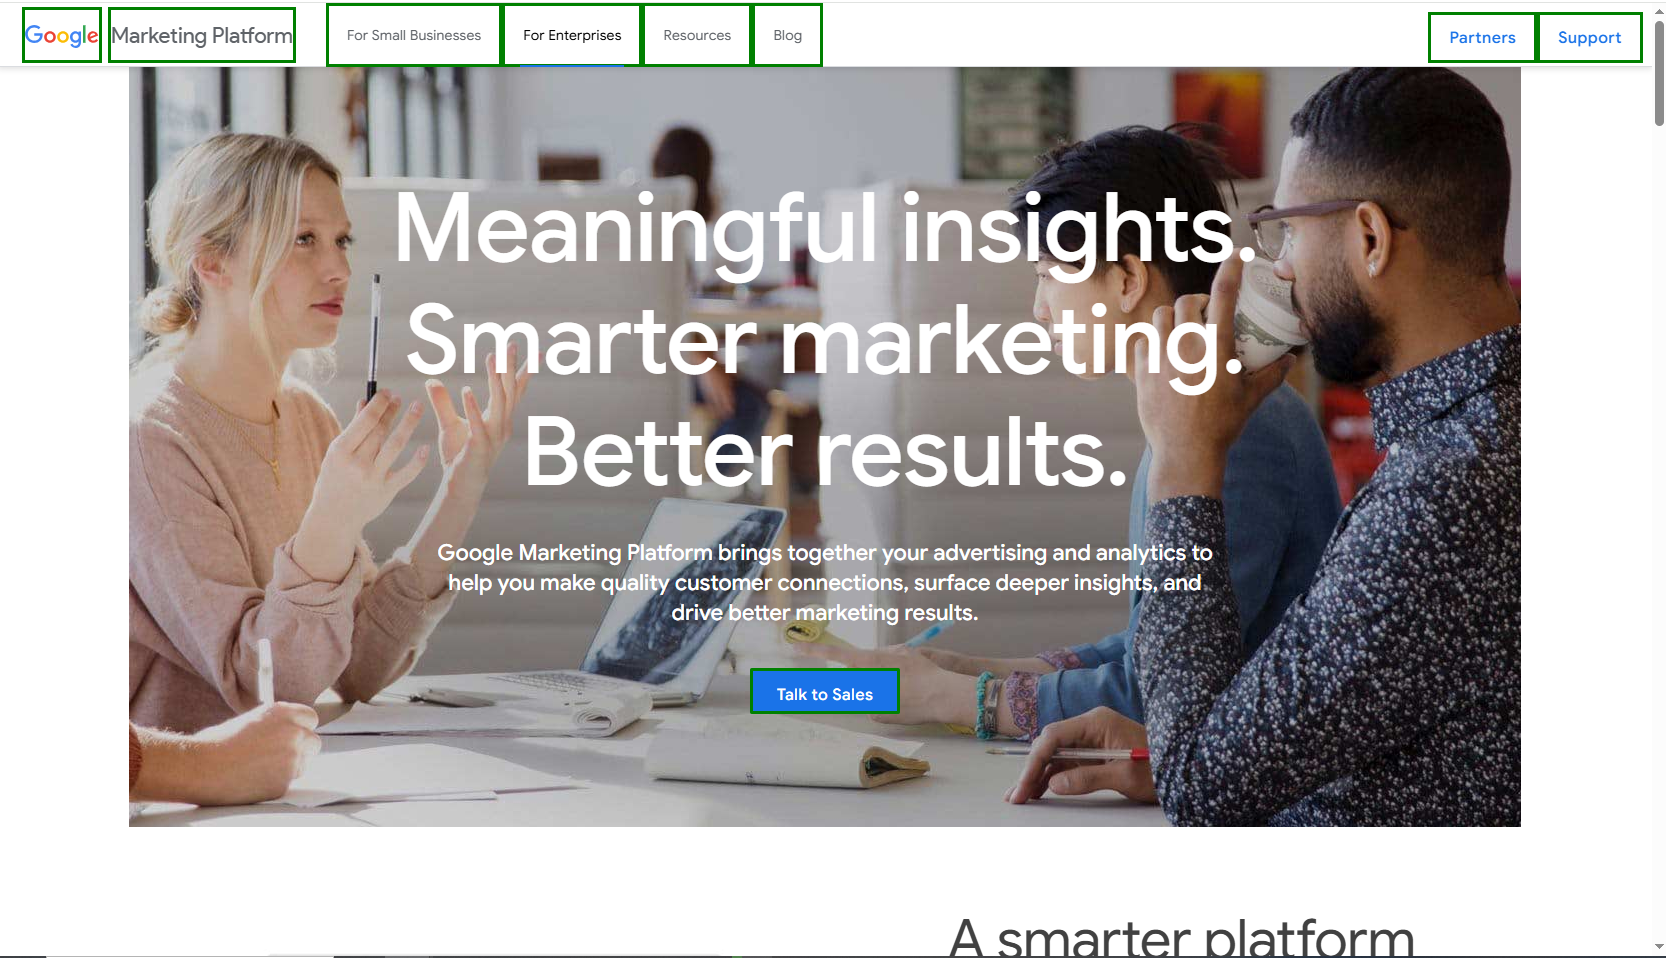 Google Marketing Platform
For Small Businesses
For Enterprises
Resources
Blog
Partners
Support
Meaningful insights.
Smarter marketing.
Better results.
Google Marketing Platform brings together your advertising and analytics to
help you make quality customer connections, surface deeper insights, and
drive better marketing results.
Talk to Sales
A smarter platform